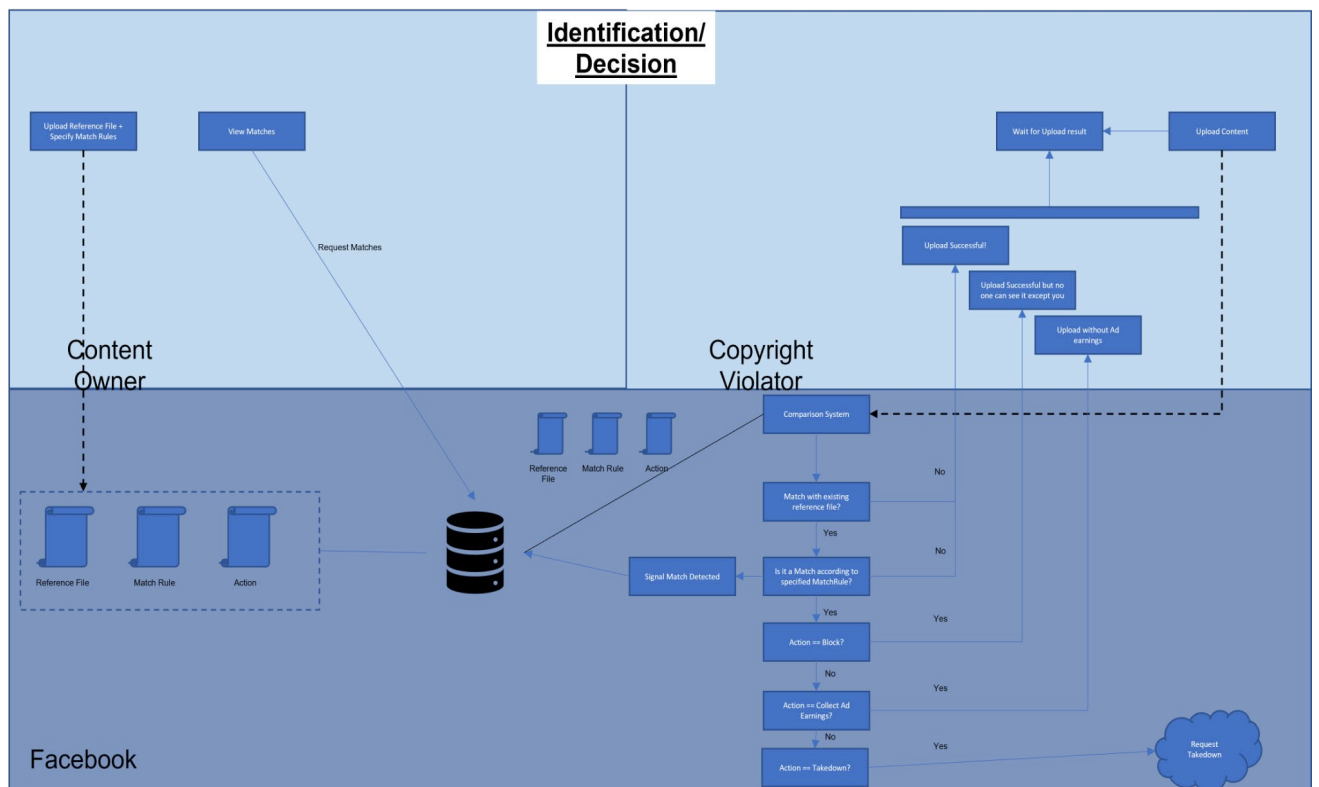 Identification/
Decision
Upload Reference File +
Specify Match Rules
View Matches
Wait for Upload result
Upload Content
Request Matches
Upload Successful!
Upload Successful but no
one can see it except you
Upload without Ad
earnings
Content
Owner
Copyright
Violator
Comparison System
Reference
File
Match Rule
Action
No
Match with existing
reference file?
Yes
No
Reference File
Match Rule
Action
Signal Match Detected
Is it a Match according to
specified MatchRule?
Yes
Yes
Action == Block?
No
Yes
Action == Collect Ad
Earnings?
No
Yes
Facebook
Action == Takedown?
Request
Takedown